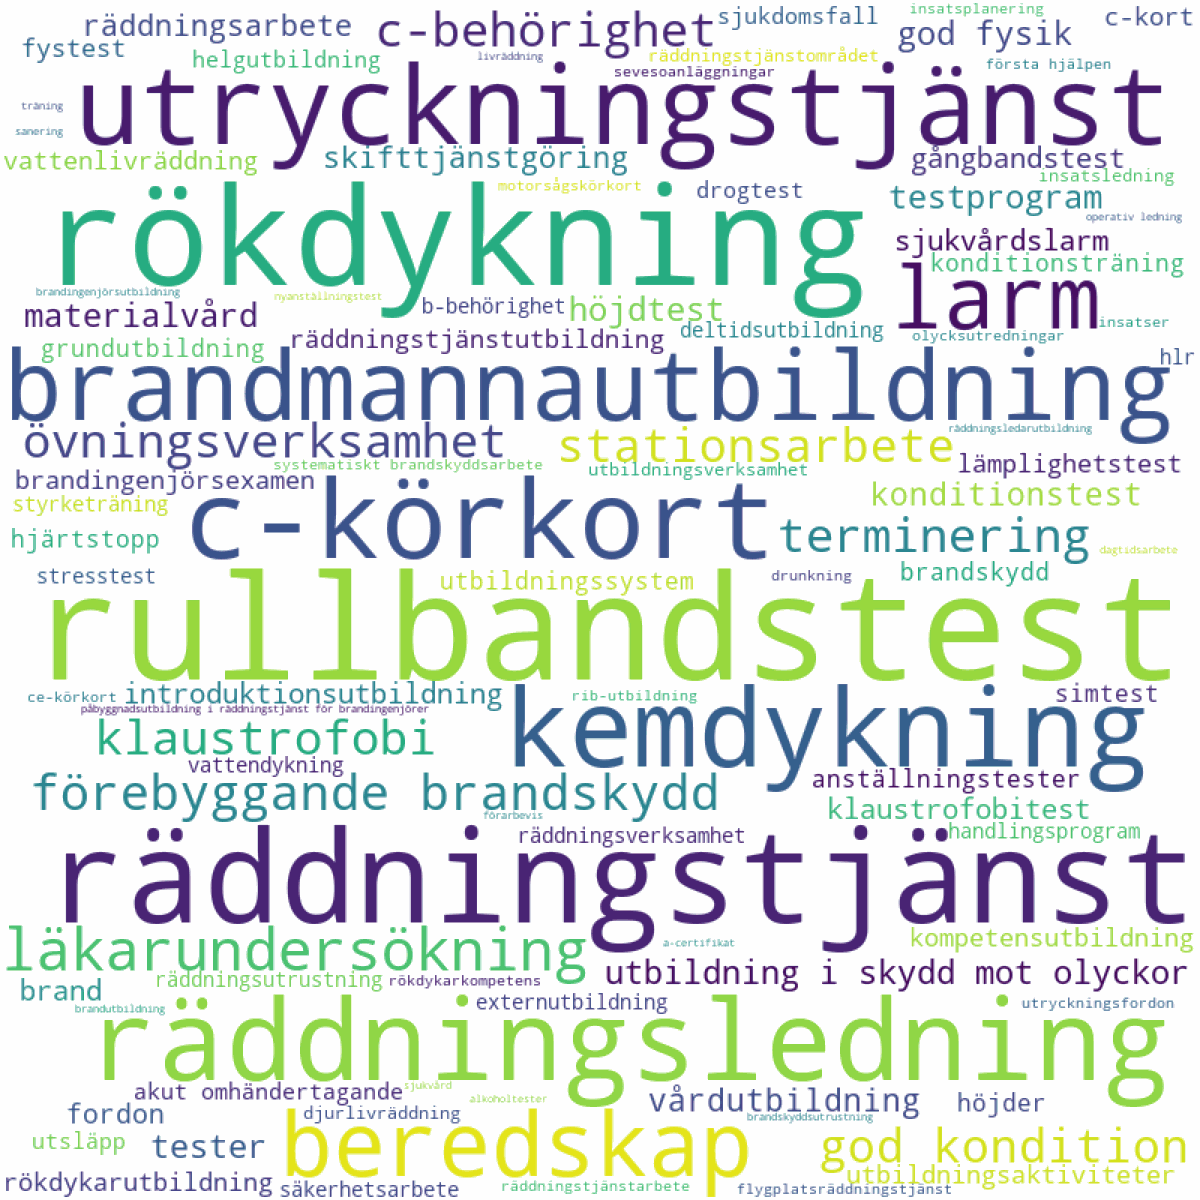 räddningsarbete
c-behörighet
sjukdomsfall
insatsplanering
c-kort
fystest
helgutbildning
livräddning
räddningstjänstområdet
god fysik
första hjälpen
sevesoanläggningar
utryckningstjänst
träning
sanering
vattenlivräddning
skifttjänstgöring
gångbandstest
insatsledning
motorsågskörkort
drogtest
testprogram
rökdykning
operativ ledning
sjukvårdslarm
konditionsträning
larm
brandingenjörsutbildning
nyanställningstest
b-behörighet
höjdtest
materialvård
deltidsutbildning
insatser
räddningstjänstutbildning
olycksutredningar
grundutbildning
hlr
brandmannautbildning
övningsverksamhet
stationsarbete
räddningsledarutbildning
systematiskt brandskyddsarbete
utbildningsverksamhet
lämplighetstest
brandingenjörsexamen
styrketräning
konditionstest
c-körkort
terminering
hjärtstopp
dagtidsarbete
stresstest
utbildningssystem
drunkning
brandskydd
rullbandstest
ce-körkort
introduktionsutbildning
rib-utbildning
simtest
påbyggnadsutbildning i räddningstjänst för brandingenjörer
kemdykning
klaustrofobi
vattendykning
anställningstester
förebyggande brandskydd
klaustrofobitest
förarbevis
räddningsverksamhet
handlingsprogram
räddningstjänst
läkarundersökning
a-certifikat
kompetensutbildning
räddningsutrustning
rökdykarkompetens
utbildning i skydd mot olyckor
brand
externutbildning
utryckningsfordon
brandutbildning
räddningsledning
akut omhändertagande
sjukvård
alkoholtester
vårdutbildning
höjder
fordon
djurlivräddning
brandskyddsutrustning
utsläpp
tester
beredskap
god kondition
rökdykarutbildning
säkerhetsarbete
räddningstjänstarbete
flygplatsräddningstjänst
utbildningsaktiviteter